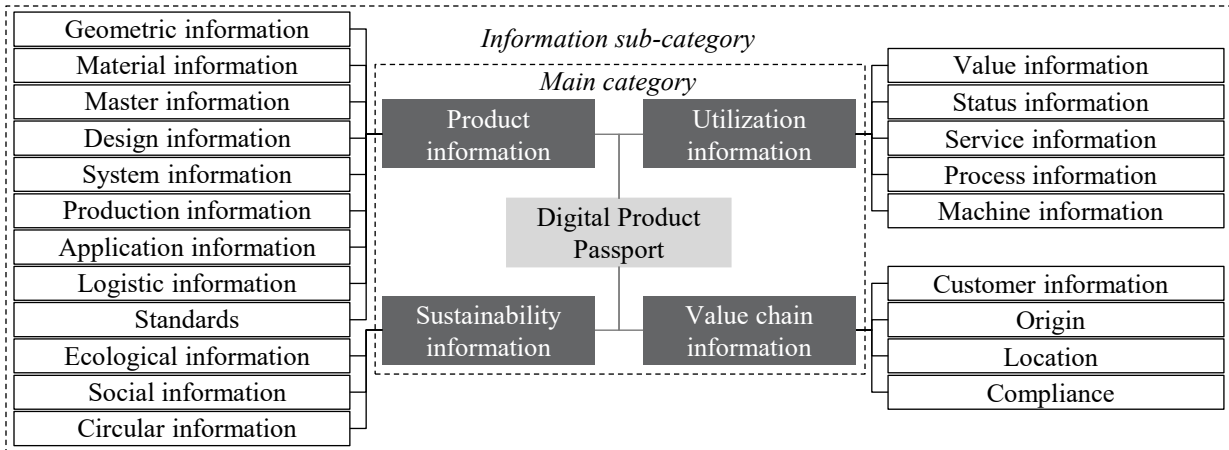 Geometric information
Material information
Master information
Design information
System information
Production information
Application information
Logistic information
Standards
Ecological information
Social information
Circular information
Information sub-category
Main category
Product
information
Utilization
information
Digital Product
Passport
Sustainability
information
Value chain
information
Value information
Status information
Service information
Process information
Machine information
Customer information
Origin
Location
Compliance